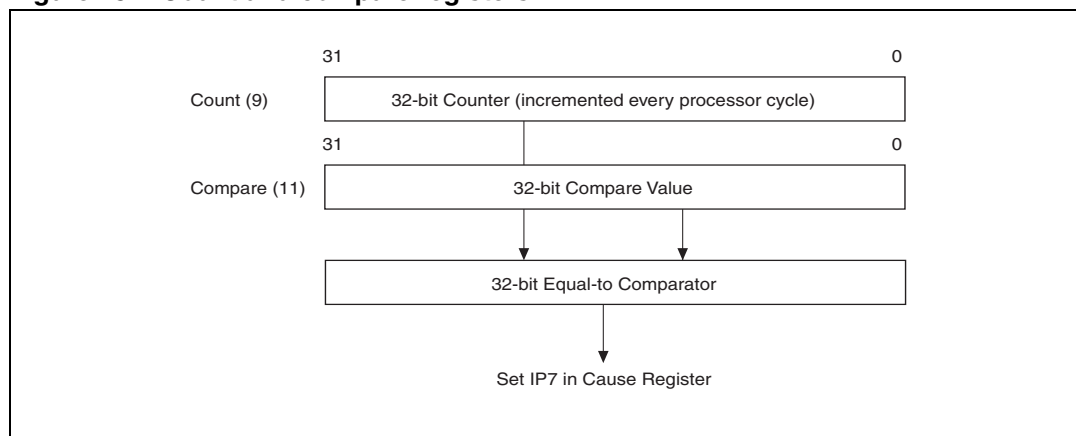 31 0
Count (9) 32-bit Counter (incremented every processor cycle)
31 0
Compare (11) 32-bit Compare Value
32-bit Equal-to Comparator
Set IP7 in Cause Register